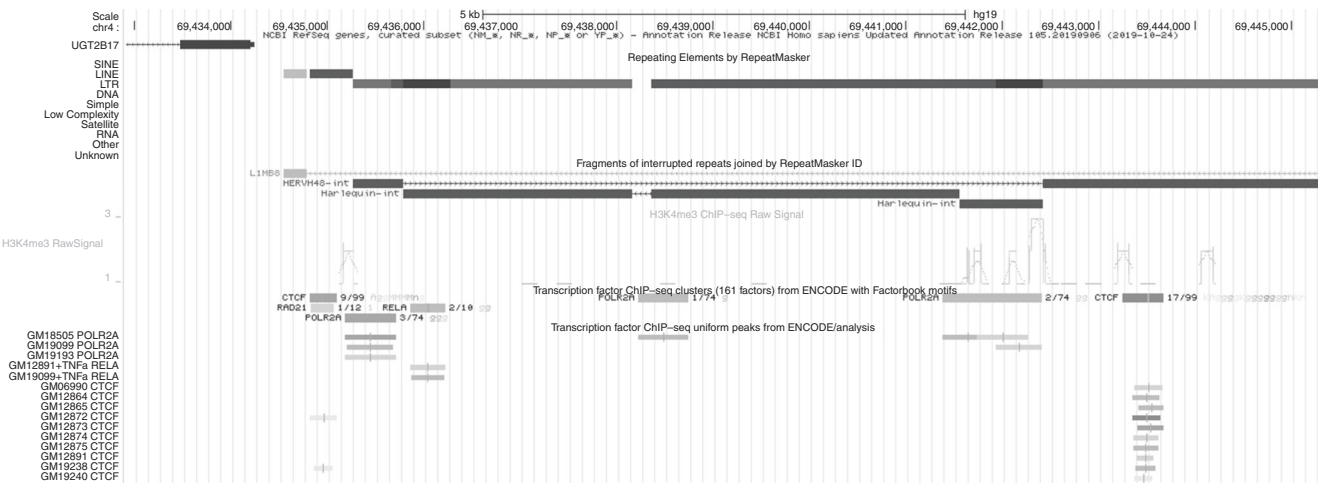 Scale 5 kb hg19
chr4 : 69,434,000 69,435,000 69,436,000 69,437,000 69,438,000 69,439,000 69,440,000 69,441,000 69,442,000 69,443,000 69,444,000 69,445,000
NCBI RefSeq genes, curated subset (NM_*, NR_*, NP_* or YP_*) – Annotation Release NCBI Homo sapiens Updated Annotation Release 105.20190906 (2019-10-24)
UGT2B17
Repeating Elements by RepeatMasker
SINE
LINE
LTR
DNA
Simple
Low Complexity
Satellite
RNA
Other
Unknown
Fragments of interrupted repeats joined by RepeatMasker ID
L1MB8
HERVH48-int
Harlequin-int
Harlequin-int
3
H3K4me3 ChIP–seq Raw Signal
H3K4me3 RawSignal
1
Transcription factor ChIP–seq clusters (161 factors) from ENCODE with Factorbook motifs
CTCF 9/99 POLR2A 1/74 g POLR2A 2/74 gg CTCF 17/99
RAD21 1/12 RELA 2/10 gg
POLR2A 3/74 ggg
Transcription factor ChIP–seq uniform peaks from ENCODE/analysis
GM18505 POLR2A
GM19099 POLR2A
GM19193 POLR2A
GM12891+TNFa RELA
GM19099+TNFa RELA
GM06990 CTCF
GM12864 CTCF
GM12865 CTCF
GM12872 CTCF
GM12873 CTCF
GM12874 CTCF
GM12875 CTCF
GM12891 CTCF
GM19238 CTCF
GM19240 CTCF